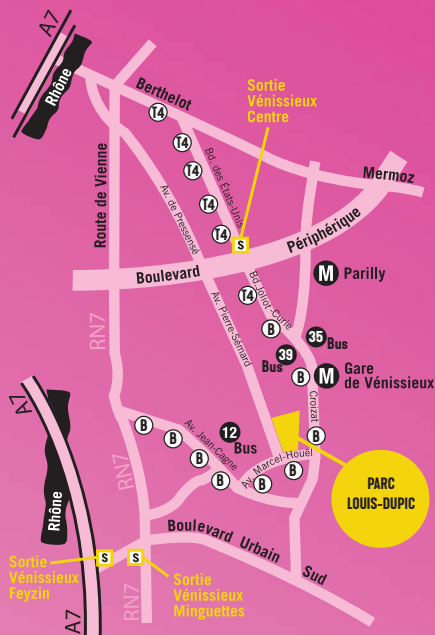 A7
Rhône
Berthelot
Sortie
Vénissieux
Centre
T4
T4
T4
T4
T4
Bd. des États-Unis
Mermoz
Route de Vienne
Av. de Pressensé
S
Périphérique
Boulevard
M Parilly
T4
Bd Joliot-Curie
RN7
Av. Pierre-Sémard
B
35 Bus
39
Bus
B
M Gare
de Vénissieux
A7
Croizat
B
B
Av. Jean-Cagne
12
Bus
B
B
B
Av. Marcel-Houël
B
B
RN7
PARC
LOUIS-DUPIC
Rhône
Boulevard Urbain
Sud
S
S
Sortie
Vénissieux
Feyzin
Sortie
Vénissieux
Minguettes
RN7
A7